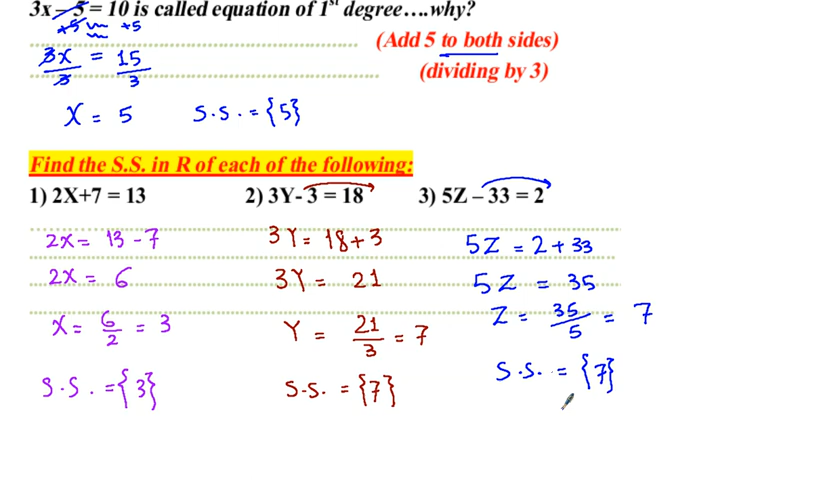 3x – 5 = 10 is called equation of 1st degree….why?
+5 +5
(Add 5 to both sides)
3x = 15
3 3
(dividing by 3)
X = 5 S.S. = {5}
Find the S.S. in R of each of the following:
1) 2X+7 = 13 2) 3Y- 3 = 18 3) 5Z – 33 = 2
2x = 13 - 7 3Y = 18 + 3 5Z = 2 + 33
2x = 6 3Y = 21 5Z = 35
x = 6/2 = 3 Y = 21/3 = 7 Z = 35/5 = 7
S.S. = {3} S.S. = {7} S.S. = {7}